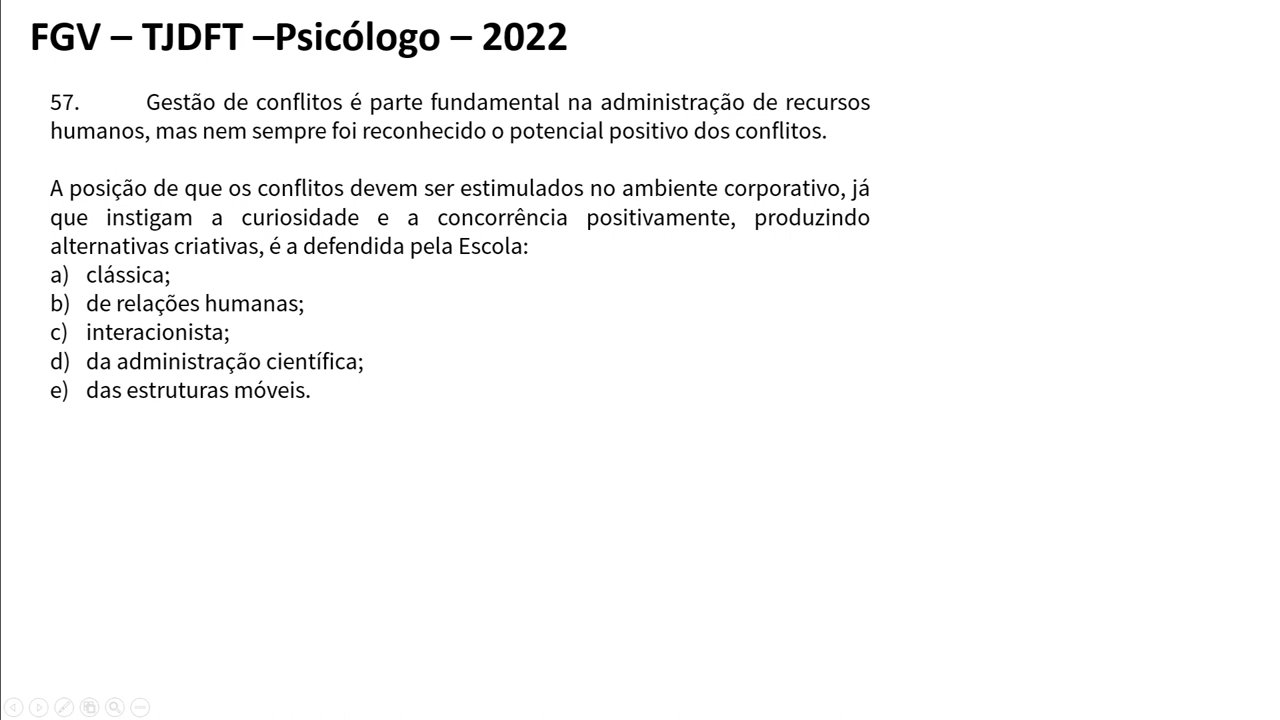 FGV – TJDFT –Psicólogo – 2022
57. Gestão de conflitos é parte fundamental na administração de recursos
humanos, mas nem sempre foi reconhecido o potencial positivo dos conflitos.
A posição de que os conflitos devem ser estimulados no ambiente corporativo, já
que instigam a curiosidade e a concorrência positivamente, produzindo
alternativas criativas, é a defendida pela Escola:
a) clássica;
b) de relações humanas;
c) interacionista;
d) da administração científica;
e) das estruturas móveis.